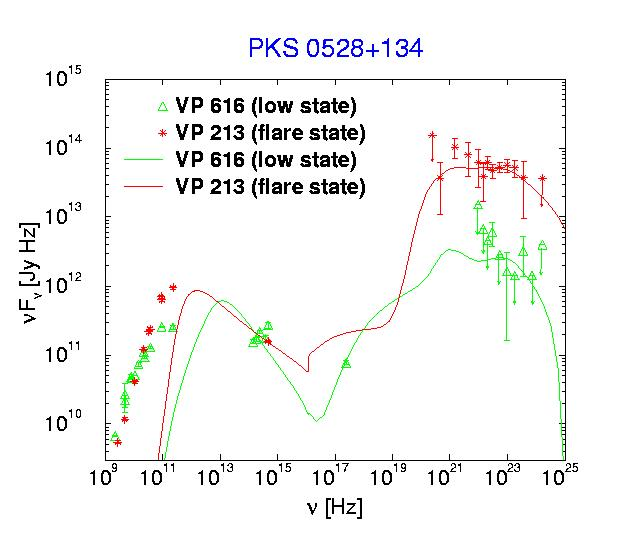 PKS 0528+134
10^15
10^14
10^13
10^12
10^11
10^10
νFν [Jy Hz]
VP 616 (low state)
VP 213 (flare state)
VP 616 (low state)
VP 213 (flare state)
10^9 10^11 10^13 10^15 10^17 10^19 10^21 10^23 10^25
ν [Hz]